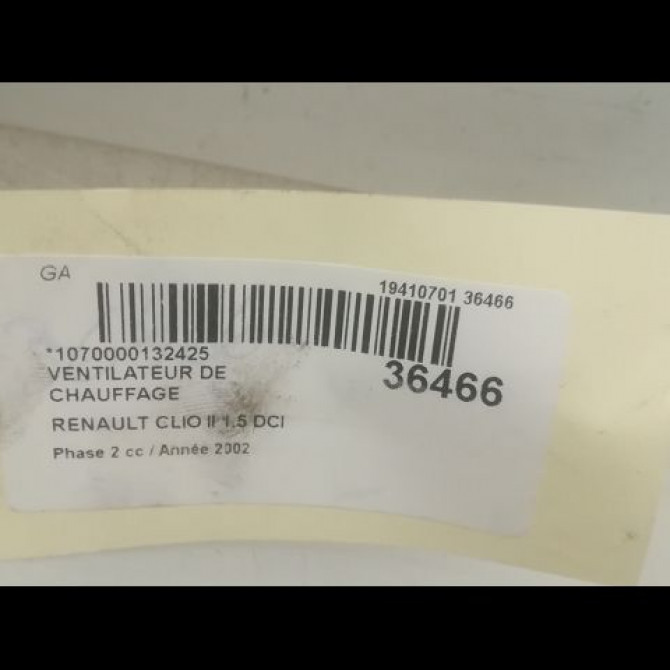 GA
19410701 36466
*1070000132425
36466
VENTILATEUR DE
CHAUFFAGE
RENAULT CLIO II 1.5 DCI
Phase 2 cc / Année 2002